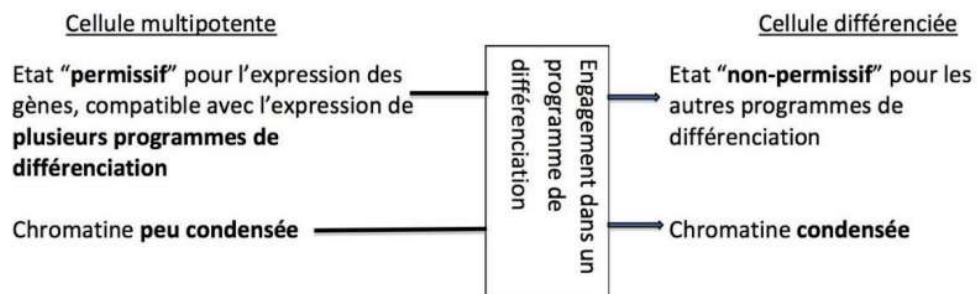 Cellule multipotente
Etat “permissif” pour l’expression des
gènes, compatible avec l’expression de
plusieurs programmes de
différenciation
Chromatine peu condensée
Engagement dans un
programme de
différenciation
Cellule différenciée
Etat “non-permissif” pour les
autres programmes de
différenciation
Chromatine condensée